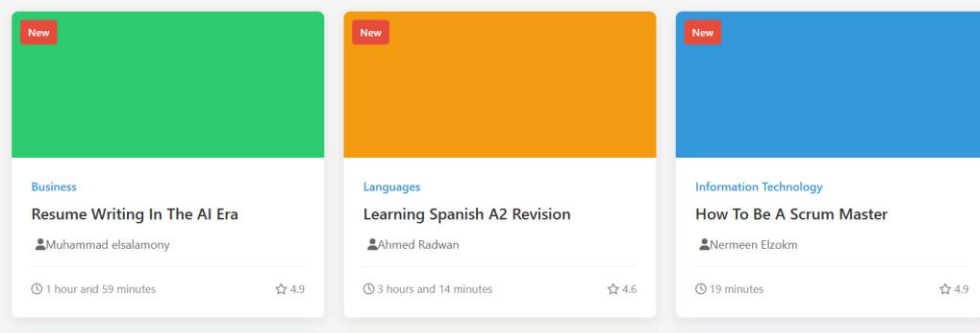 New
Business
Resume Writing In The AI Era
Muhammad elsalamony
1 hour and 59 minutes
4.9
New
Languages
Learning Spanish A2 Revision
Ahmed Radwan
3 hours and 14 minutes
4.6
New
Information Technology
How To Be A Scrum Master
Nermeen Elzokm
19 minutes
4.9